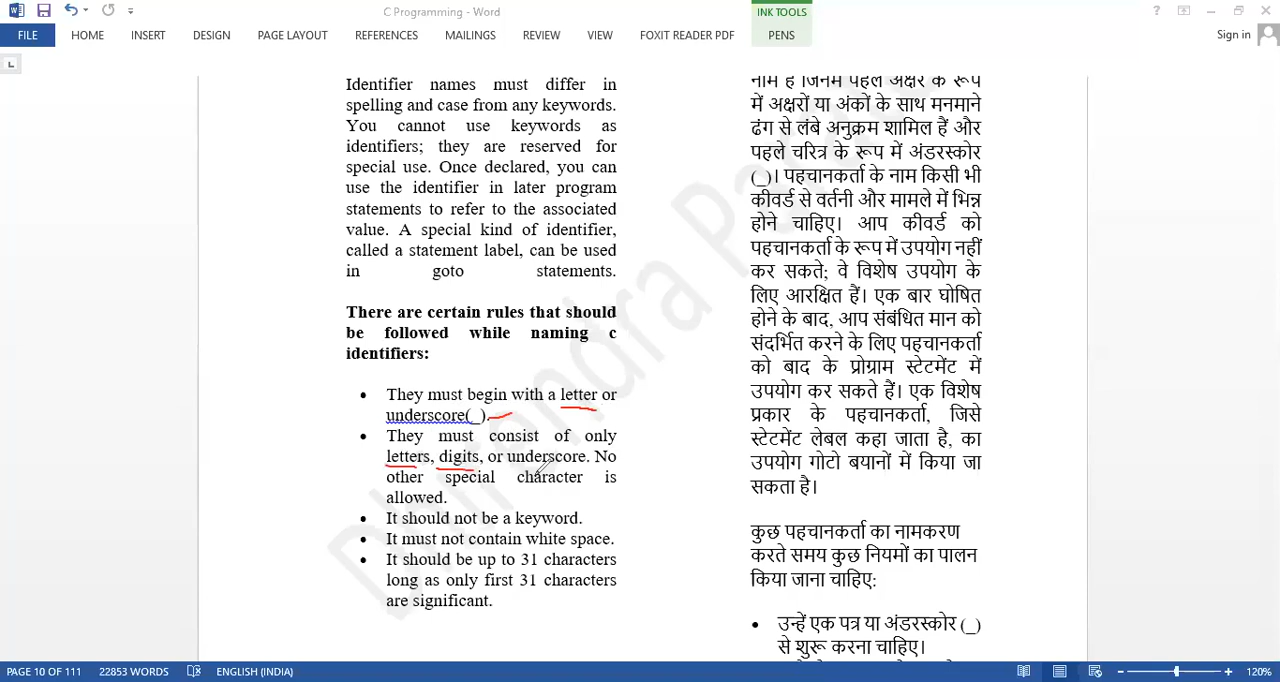 C Programming - Word
INK TOOLS
FILE HOME INSERT DESIGN PAGE LAYOUT REFERENCES MAILINGS REVIEW VIEW FOXIT READER PDF PENS
Sign in
Identifier names must differ in
spelling and case from any keywords.
You cannot use keywords as
identifiers; they are reserved for
special use. Once declared, you can
use the identifier in later program
statements to refer to the associated
value. A special kind of identifier,
called a statement label, can be used
in goto statements.
There are certain rules that should
be followed while naming c
identifiers:
• They must begin with a letter or
underscore(_).
• They must consist of only
letters, digits, or underscore. No
other special character is
allowed.
• It should not be a keyword.
• It must not contain white space.
• It should be up to 31 characters
long as only first 31 characters
are significant.
नाम हैं जिनमें पहले अक्षर के रूप
में अक्षरों या अंकों के साथ मनमाने
ढंग से लंबे अनुक्रम शामिल हैं और
पहले चरित्र के रूप में अंडरस्कोर
(_)। पहचानकर्ता के नाम किसी भी
कीवर्ड से वर्तनी और मामले में भिन्न
होने चाहिए। आप कीवर्ड को
पहचानकर्ता के रूप में उपयोग नहीं
कर सकते; वे विशेष उपयोग के
लिए आरक्षित हैं। एक बार घोषित
होने के बाद, आप संबंधित मान को
संदर्भित करने के लिए पहचानकर्ता
को बाद के प्रोग्राम स्टेटमेंट में
उपयोग कर सकते हैं। एक विशेष
प्रकार के पहचानकर्ता, जिसे
स्टेटमेंट लेबल कहा जाता है, का
उपयोग गोटो बयानों में किया जा
सकता है।
कुछ पहचानकर्ता का नामकरण
करते समय कुछ नियमों का पालन
किया जाना चाहिए:
• उन्हें एक पत्र या अंडरस्कोर (_)
से शुरू करना चाहिए।
Dhirendra
PAGE 10 OF 111 22853 WORDS ENGLISH (INDIA) 120%